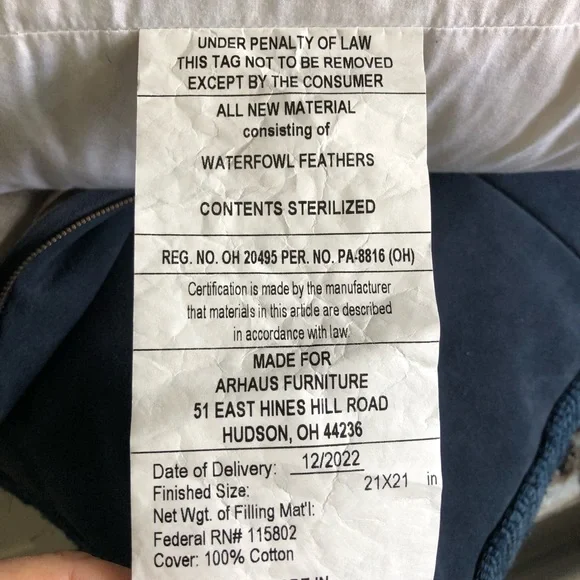 UNDER PENALTY OF LAW
THIS TAG NOT TO BE REMOVED
EXCEPT BY THE CONSUMER
ALL NEW MATERIAL
consisting of
WATERFOWL FEATHERS
CONTENTS STERILIZED
REG. NO. OH 20495 PER. NO. PA-8816 (OH)
Certification is made by the manufacturer
that materials in this article are described
in accordance with law.
MADE FOR
ARHAUS FURNITURE
51 EAST HINES HILL ROAD
HUDSON, OH 44236
Date of Delivery: 12/2022
Finished Size: 21X21 in
Net Wgt. of Filling Mat'l:
Federal RN# 115802
Cover: 100% Cotton